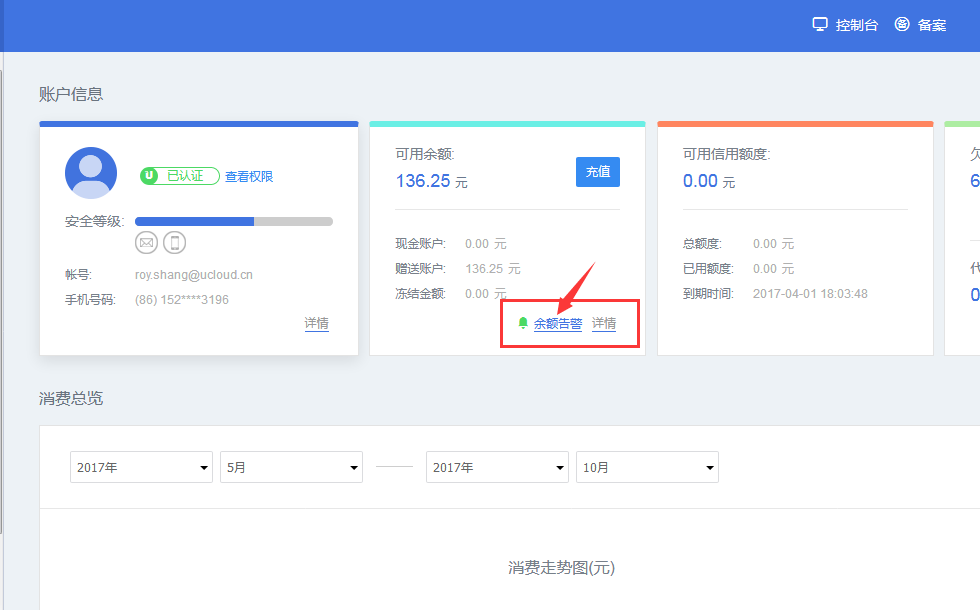 控制台 备案
账户信息
U 已认证 查看权限
安全等级:
帐号: roy.shang@ucloud.cn
手机号码: (86) 152****3196
详情
可用余额:
136.25 元
充值
现金账户: 0.00 元
赠送账户: 136.25 元
冻结金额: 0.00 元
余额告警 详情
可用信用额度:
0.00 元
总额度: 0.00 元
已用额度: 0.00 元
到期时间: 2017-04-01 18:03:48
消费总览
2017年 5月 2017年 10月
消费走势图(元)